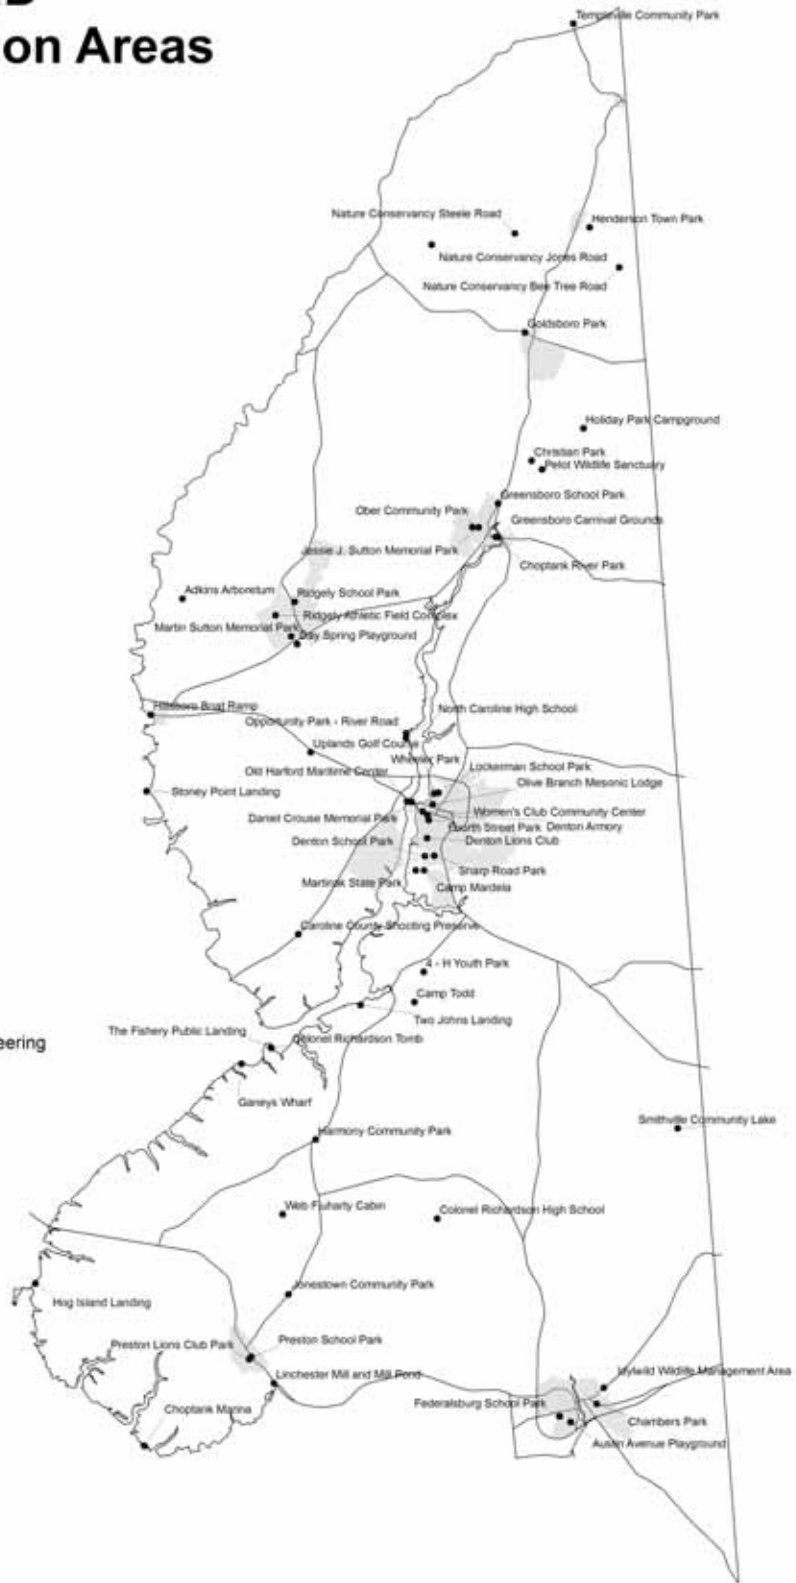 on Areas
Templeville Community Park
Nature Conservancy Steele Road
Henderson Town Park
Nature Conservancy Jones Road
Nature Conservancy Bee Tree Road
Goldsboro Park
Holiday Park Campground
Christian Park
Pelot Wildlife Sanctuary
Greensboro School Park
Ober Community Park
Greensboro Carnival Grounds
Jessie J. Sutton Memorial Park
Choptank River Park
Adkins Arboretum
Ridgely School Park
Ridgely Athletic Field Complex
Martin Sutton Memorial Park
Day Spring Playground
Hillsboro Boat Ramp
North Caroline High School
Opportunity Park - River Road
Uplands Golf Course
Wheeler Park
Lockerman School Park
Old Harford Maritime Center
Olive Branch Mesonic Lodge
Stoney Point Landing
Women's Club Community Center
Daniel Crouse Memorial Park
Fourth Street Park
Denton Armory
Denton School Park
Denton Lions Club
Sharp Road Park
Martinak State Park
Camp Mardela
Caroline County Shooting Preserve
4 - H Youth Park
Camp Todd
Two Johns Landing
The Fishery Public Landing
Colonel Richardson Tomb
eering
Ganeys Wharf
Smithville Community Lake
Harmony Community Park
Web Fluharty Cabin
Colonel Richardson High School
Jonestown Community Park
Hog Island Landing
Preston Lions Club Park
Preston School Park
Linchester Mill and Mill Pond
Idylwild Wildlife Management Area
Federalsburg School Park
Choptank Marina
Chambers Park
Austin Avenue Playground